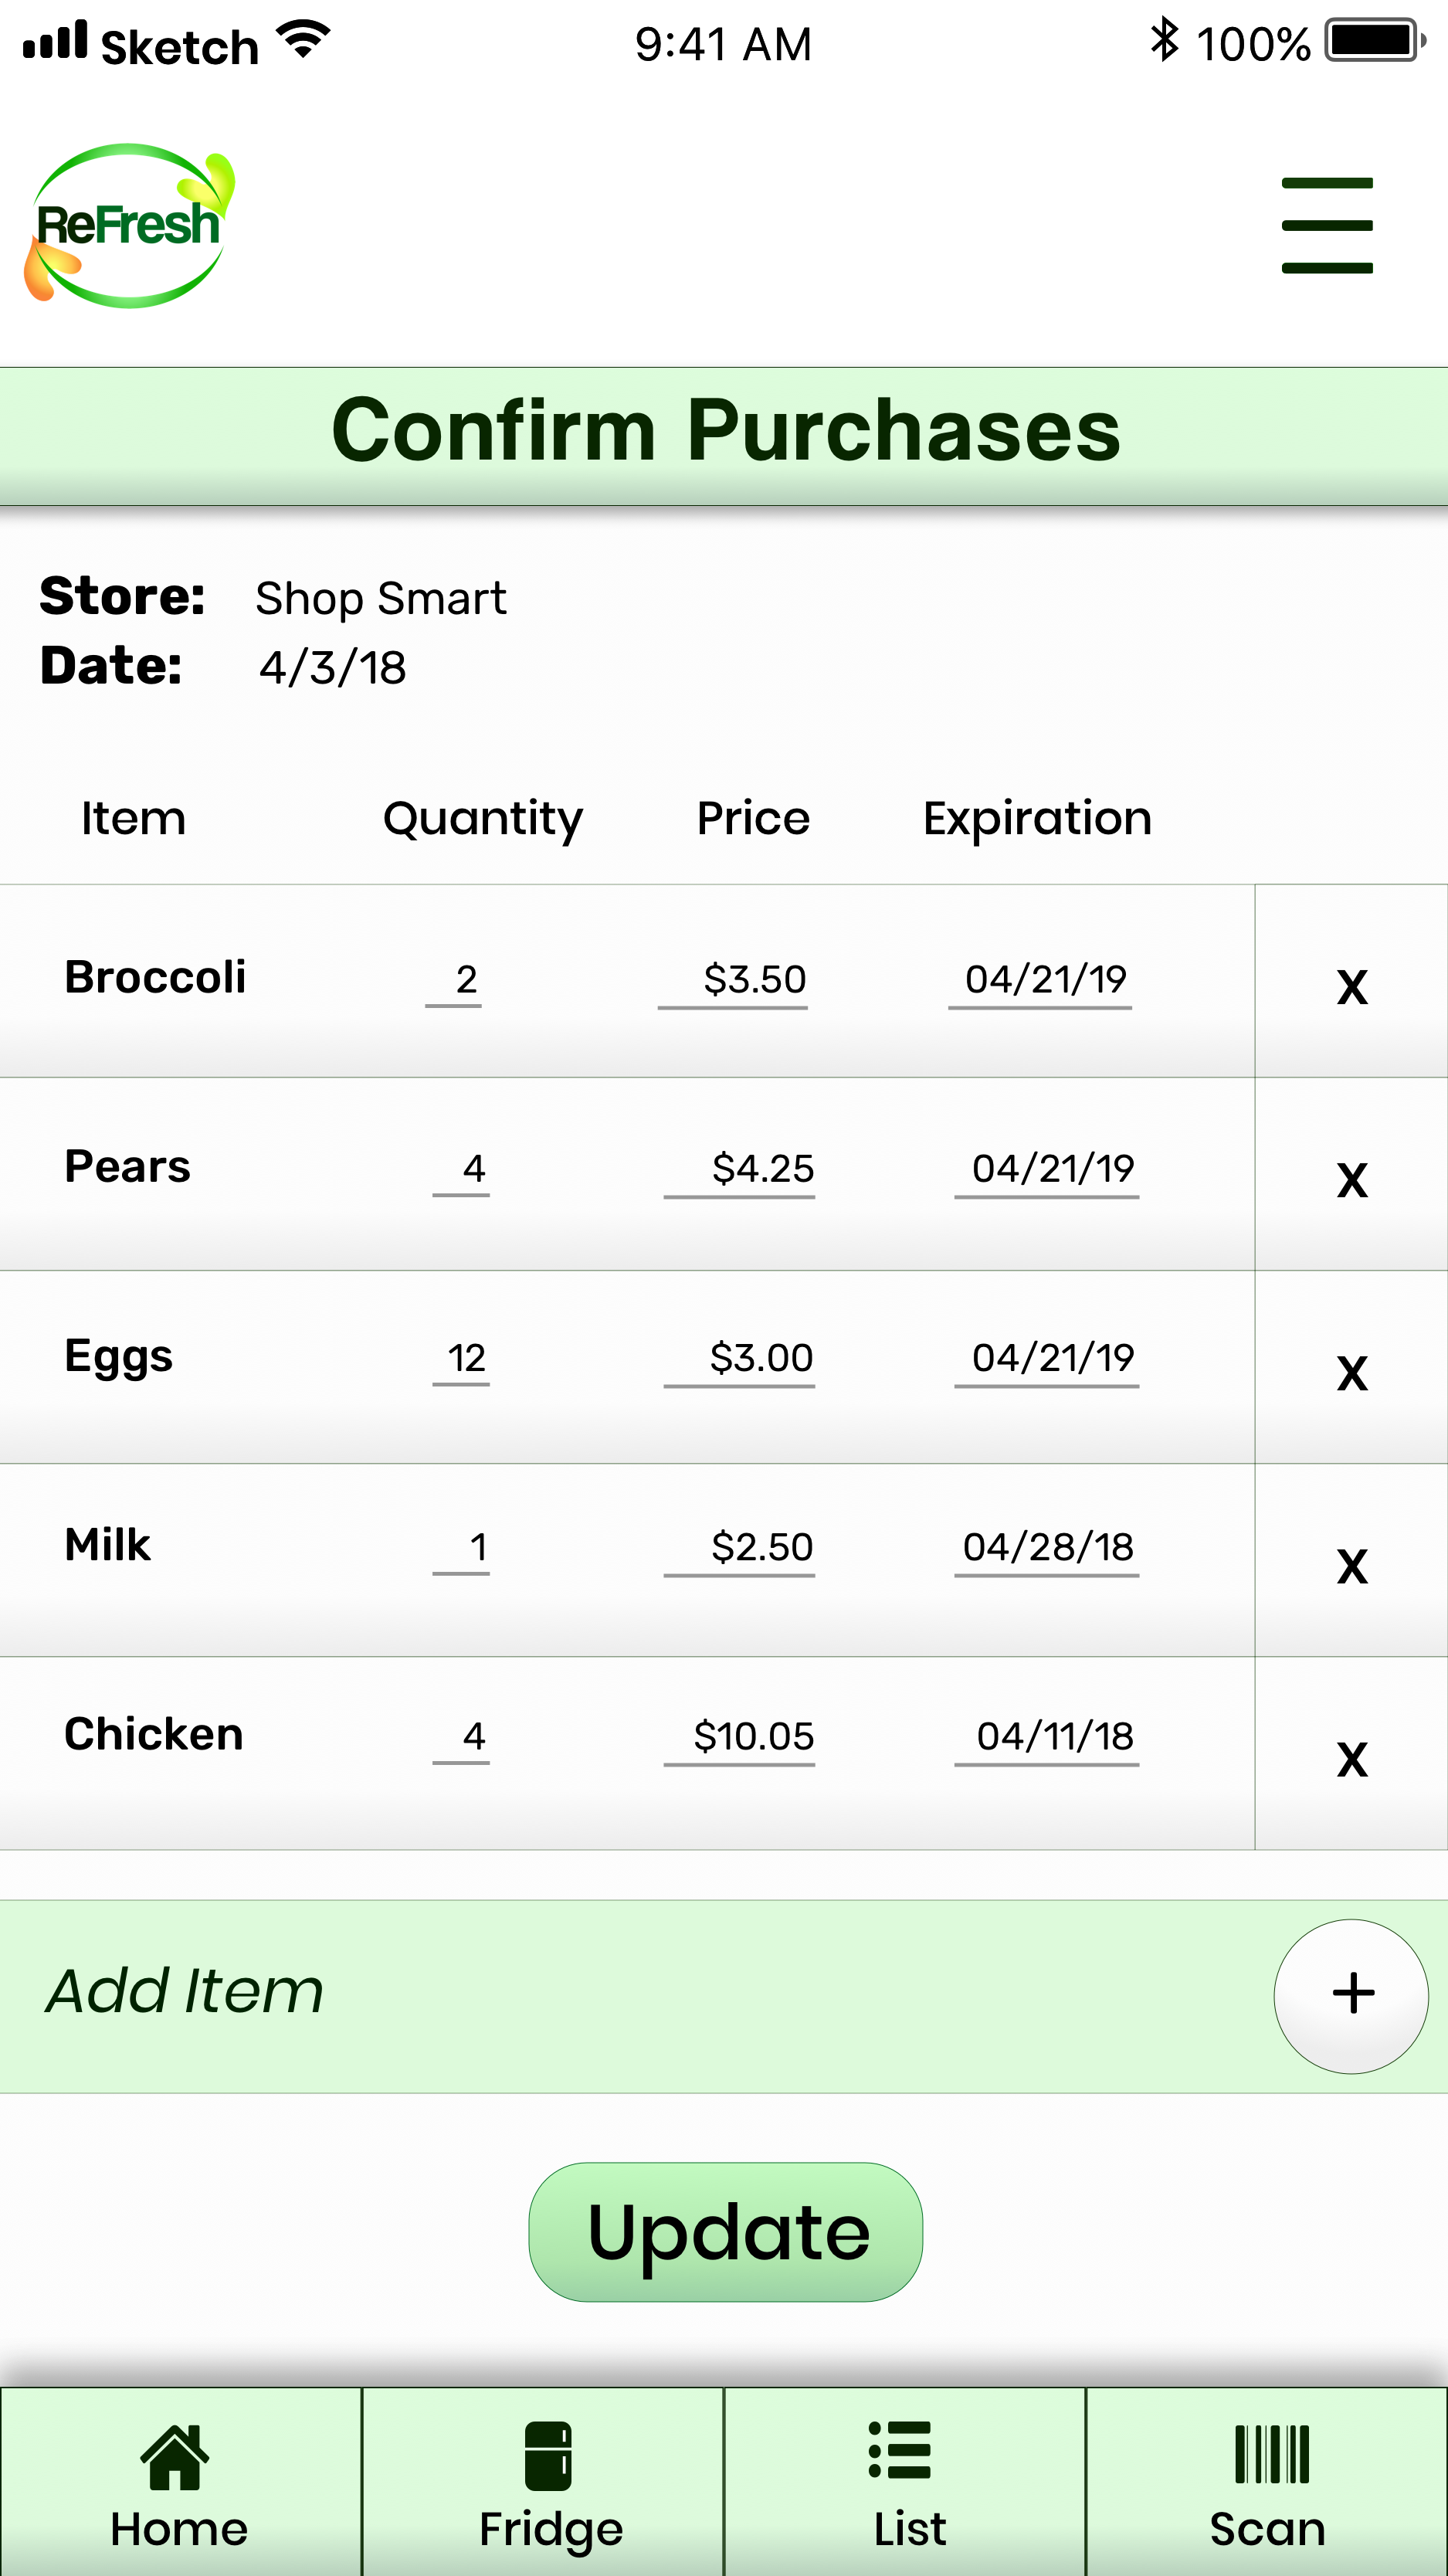 Sketch 9:41 AM 100%
ReFresh
Confirm Purchases
Store: Shop Smart
Date: 4/3/18
Item Quantity Price Expiration
Broccoli 2 $3.50 04/21/19 X
Pears 4 $4.25 04/21/19 X
Eggs 12 $3.00 04/21/19 X
Milk 1 $2.50 04/28/18 X
Chicken 4 $10.05 04/11/18 X
Add Item +
Update
Home Fridge List Scan